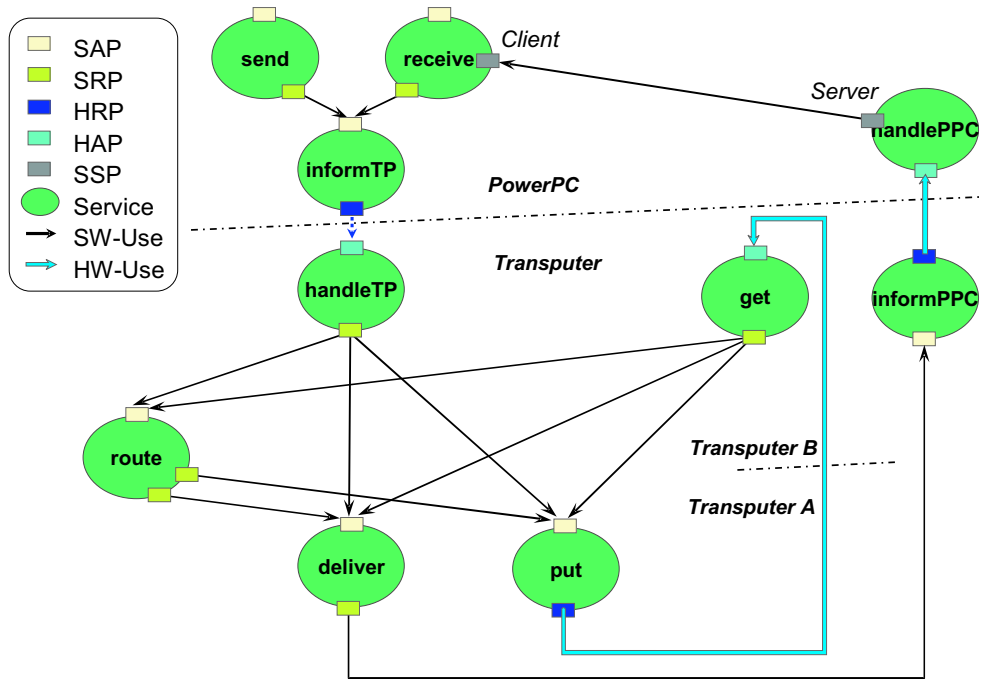 SAP
SRP
HRP
HAP
SSP
Service
SW-Use
HW-Use
send
receive
Client
Server
handlePPC
informTP
PowerPC
Transputer
handleTP
get
informPPC
route
Transputer B
Transputer A
deliver
put